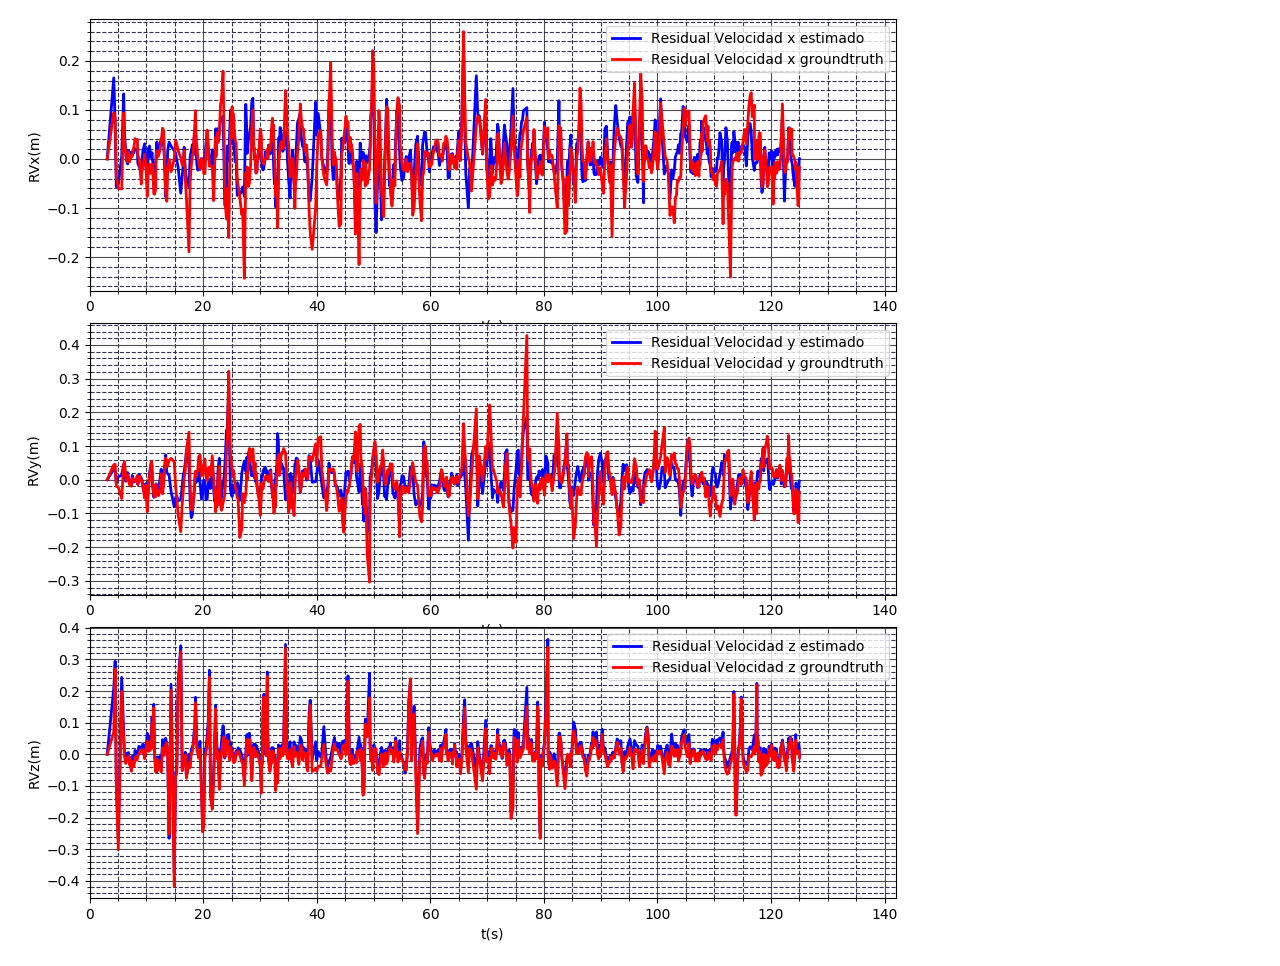 Residual Velocidad x estimado
Residual Velocidad x groundtruth
RVx(m)
0.2
0.1
0.0
−0.1
−0.2
0 20 40 60 80 100 120 140
Residual Velocidad y estimado
Residual Velocidad y groundtruth
RVy(m)
0.4
0.3
0.2
0.1
0.0
−0.1
−0.2
−0.3
0 20 40 60 80 100 120 140
Residual Velocidad z estimado
Residual Velocidad z groundtruth
RVz(m)
0.4
0.3
0.2
0.1
0.0
−0.1
−0.2
−0.3
−0.4
0 20 40 60 80 100 120 140
t(s)